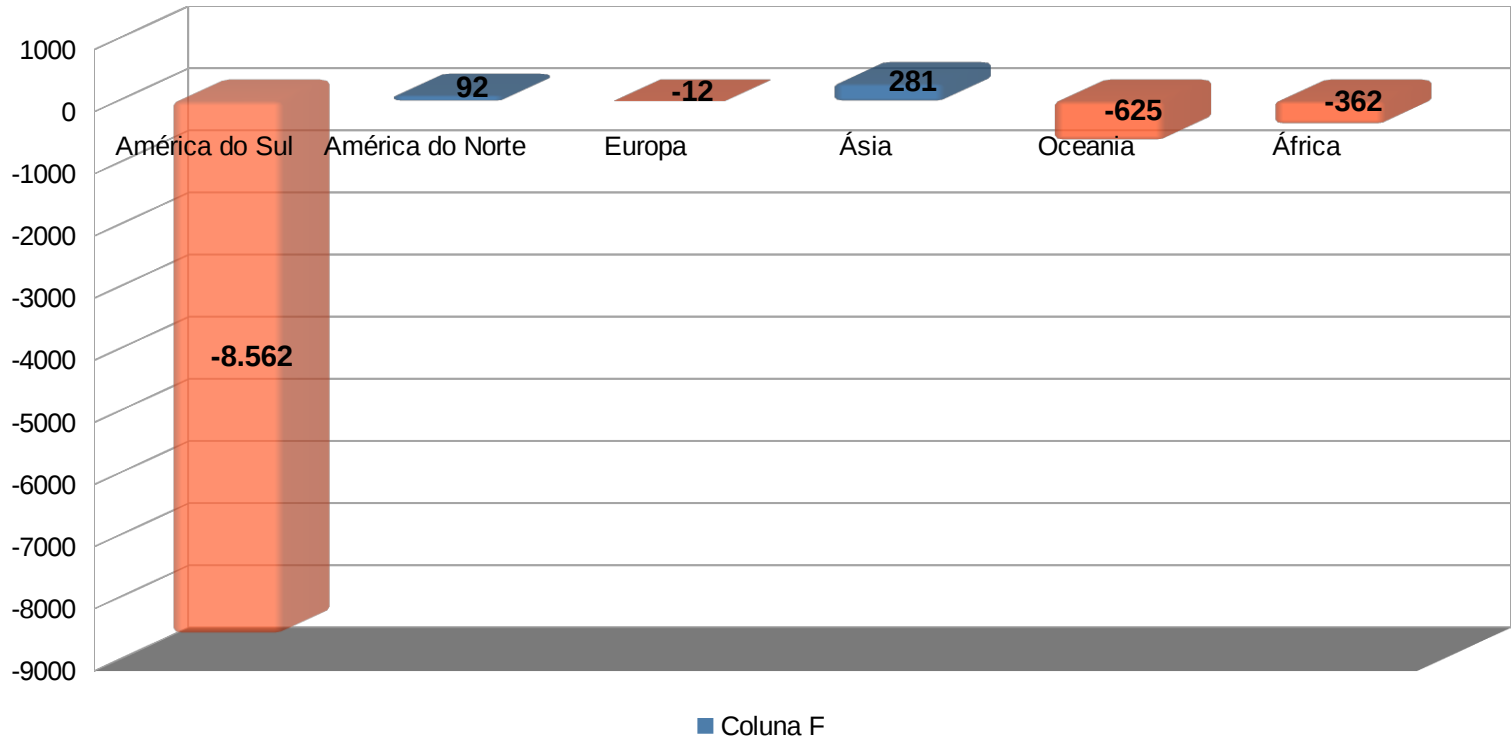 1000
0
-1000
-2000
-3000
-4000
-5000
-6000
-7000
-8000
-9000
92
-12
281
-625
-362
América do Sul
América do Norte
Europa
Ásia
Oceania
África
-8.562
Coluna F